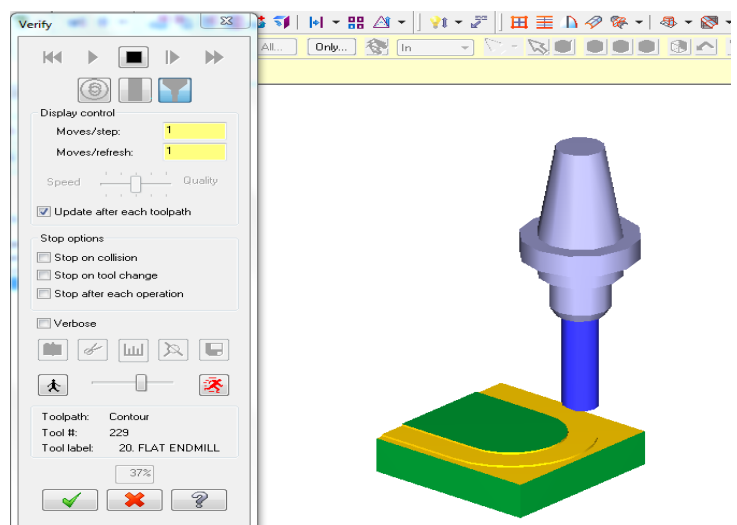 Verify
All...
Only...
In
Display control
Moves/step: 1
Moves/refresh: 1
Speed Quality
Update after each toolpath
Stop options
Stop on collision
Stop on tool change
Stop after each operation
Verbose
Toolpath: Contour
Tool #: 229
Tool label: 20. FLAT ENDMILL
37%